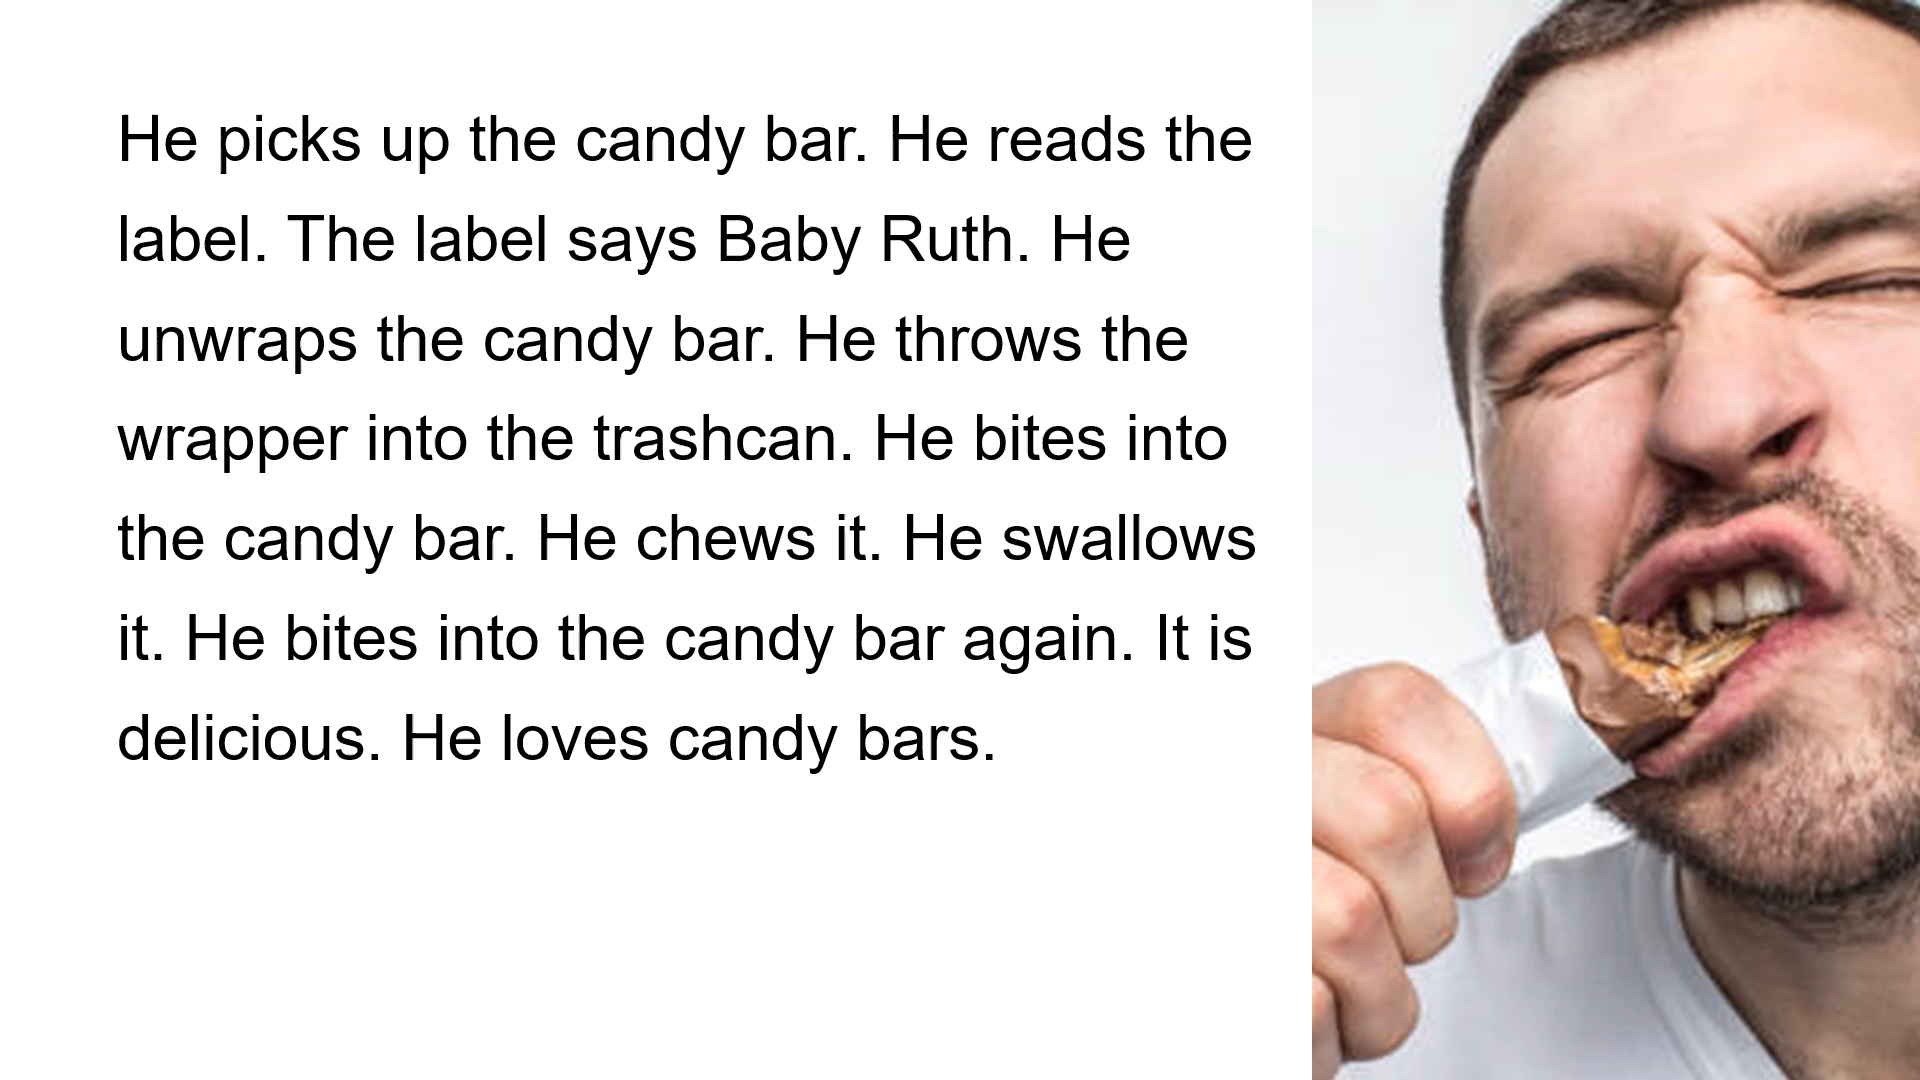 He picks up the candy bar. He reads the
label. The label says Baby Ruth. He
unwraps the candy bar. He throws the
wrapper into the trashcan. He bites into
the candy bar. He chews it. He swallows
it. He bites into the candy bar again. It is
delicious. He loves candy bars.